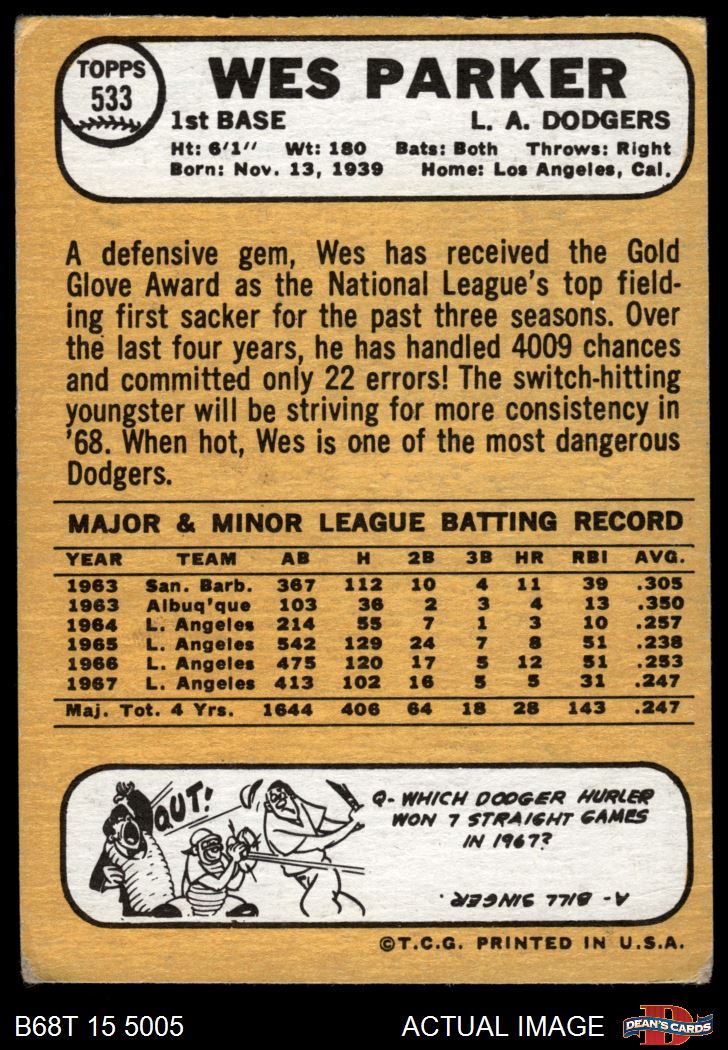 TOPPS
533
WES PARKER
1st BASE L. A. DODGERS
Ht: 6'1" Wt: 180 Bats: Both Throws: Right
Born: Nov. 13, 1939 Home: Los Angeles, Cal.
A defensive gem, Wes has received the Gold
Glove Award as the National League's top field-
ing first sacker for the past three seasons. Over
the last four years, he has handled 4009 chances
and committed only 22 errors! The switch-hitting
youngster will be striving for more consistency in
'68. When hot, Wes is one of the most dangerous
Dodgers.
MAJOR & MINOR LEAGUE BATTING RECORD
YEAR TEAM AB H 2B 3B HR RBI AVG.
1963 San. Barb. 367 112 10 4 11 39 .305
1963 Albuq'que 103 36 2 3 4 13 .350
1964 L. Angeles 214 55 7 1 3 10 .257
1965 L. Angeles 542 129 24 7 8 51 .238
1966 L. Angeles 475 120 17 5 12 51 .253
1967 L. Angeles 413 102 16 5 5 31 .247
Maj. Tot. 4 Yrs. 1644 406 64 18 28 143 .247
OUT!
Q- WHICH DODGER HURLER
WON 7 STRAIGHT GAMES
IN 1967?
A- BILL SINGER.
©T.C.G. PRINTED IN U.S.A.
B68T 15 5005 ACTUAL IMAGE D DEAN'S CARDS